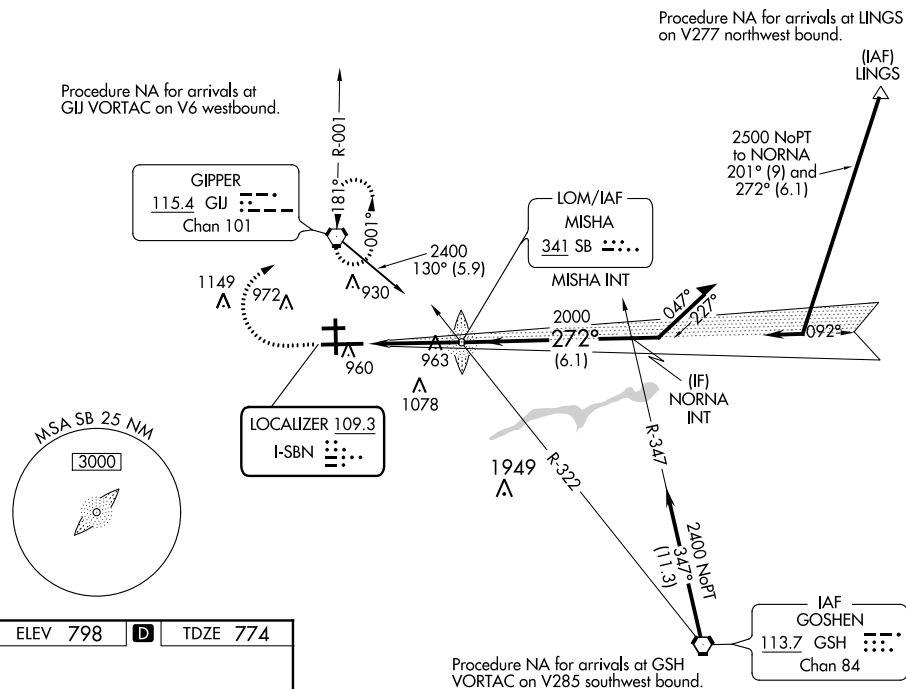 Procedure NA for arrivals at LINGS
on V277 northwest bound.
(IAF)
LINGS
Procedure NA for arrivals at
GIJ VORTAC on V6 westbound.
R-001
181°
001°
2500 NoPT
to NORNA
201° (9) and
272° (6.1)
GIPPER
115.4 GIJ
Chan 101
LOM/IAF
MISHA
341 SB
MISHA INT
2400
130° (5.9)
1149
972
930
047°
227°
2000
272°
(6.1)
092°
963
960
1078
(IF)
NORNA
INT
LOCALIZER 109.3
I-SBN
R-347
R-322
MSA SB 25 NM
3000
1949
2400 NoPT
347°
(11.3)
IAF
GOSHEN
113.7 GSH
Chan 84
ELEV 798 D TDZE 774
Procedure NA for arrivals at GSH
VORTAC on V285 southwest bound.